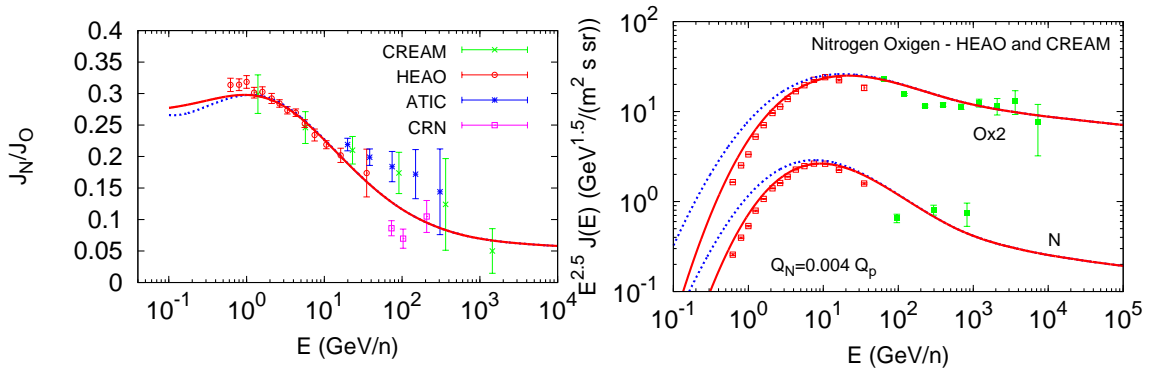 J_N/J_O
0.4
0.35
0.3
0.25
0.2
0.15
0.1
0.05
0
CREAM
HEAO
ATIC
CRN
10^-1 10^0 10^1 10^2 10^3 10^4
E (GeV/n)
E^2.5 J(E) (GeV^1.5/(m^2 s sr))
10^2
10^1
10^0
10^-1
Nitrogen Oxigen - HEAO and CREAM
Ox2
N
Q_N=0.004 Q_p
10^-1 10^0 10^1 10^2 10^3 10^4 10^5
E (GeV/n)